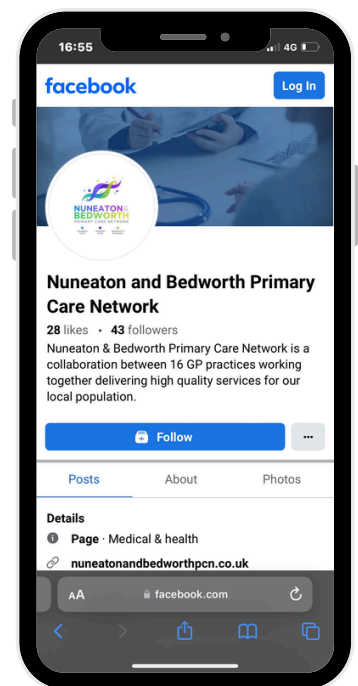 16:55
4G
facebook
Log In
NUNEATON&
BEDWORTH
PRIMARY CARE NETWORK
Nuneaton and Bedworth Primary
Care Network
28 likes • 43 followers
Nuneaton & Bedworth Primary Care Network is a
collaboration between 16 GP practices working
together delivering high quality services for our
local population.
Follow
Posts About Photos
Details
Page · Medical & health
nuneatonandbedworthpcn.co.uk
AA facebook.com